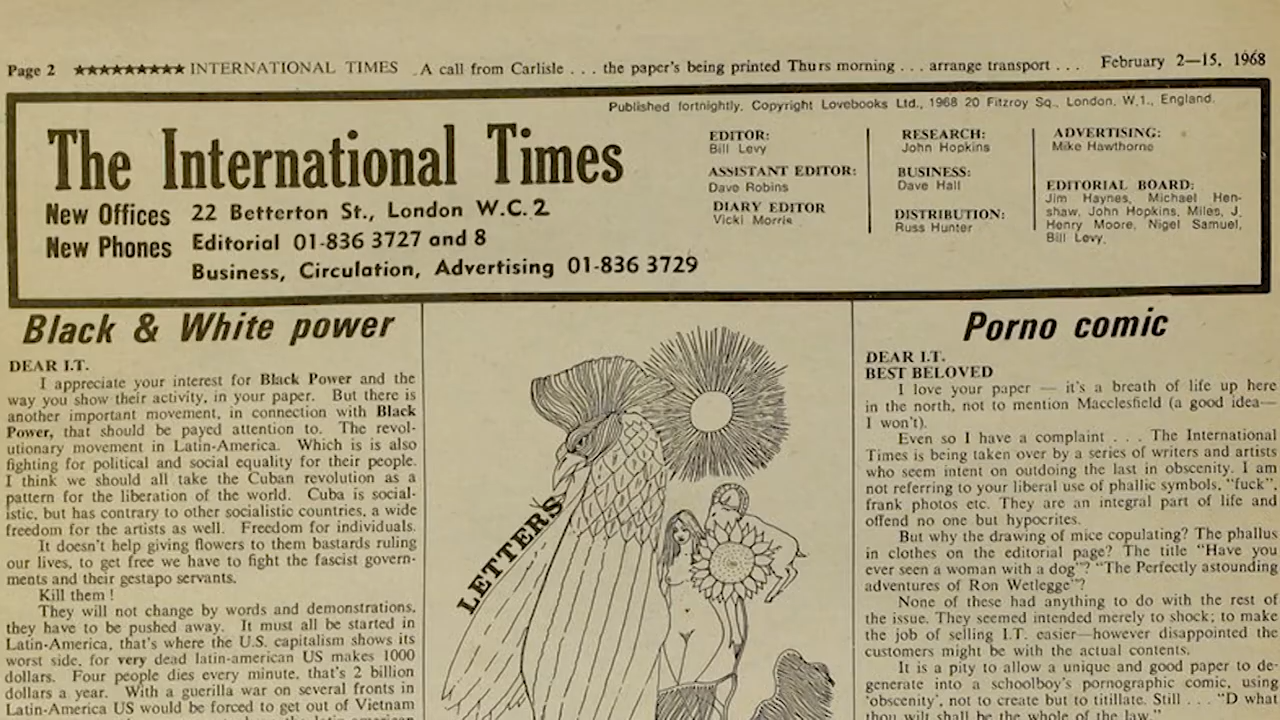 Page 2 ★★★★★★★★★ INTERNATIONAL TIMES A call from Carlisle . . . the paper's being printed Thurs morning . . . arrange transport . . . February 2—15, 1968
Published fortnightly. Copyright Lovebooks Ltd., 1968 20 Fitzroy Sq., London. W.1., England.
The International Times
New Offices 22 Betterton St., London W.C.2
New Phones Editorial 01-836 3727 and 8
Business, Circulation, Advertising 01-836 3729
EDITOR:
Bill Levy
ASSISTANT EDITOR:
Dave Robins
DIARY EDITOR
Vicki Morris
RESEARCH:
John Hopkins
BUSINESS:
Dave Hall
DISTRIBUTION:
Russ Hunter
ADVERTISING:
Mike Hawthorne
EDITORIAL BOARD:
Jim Haynes, Michael Hen-
shaw, John Hopkins, Miles, J.
Henry Moore, Nigel Samuel,
Bill Levy.
Black & White power
DEAR I.T.
I appreciate your interest for Black Power and the
way you show their activity, in your paper. But there is
another important movement, in connection with Black
Power, that should be payed attention to. The revol-
utionary movement in Latin-America. Which is is also
fighting for political and social equality for their people.
I think we should all take the Cuban revolution as a
pattern for the liberation of the world. Cuba is social-
istic, but has contrary to other socialistic countries, a wide
freedom for the artists as well. Freedom for individuals.
It doesn't help giving flowers to them bastards ruling
our lives, to get free we have to fight the fascist govern-
ments and their gestapo servants.
Kill them !
They will not change by words and demonstrations,
they have to be pushed away. It must all be started in
Latin-America, that's where the U.S. capitalism shows its
worst side, for very dead latin-american US makes 1000
dollars. Four people dies every minute, that's 2 billion
dollars a year. With a guerilla war on several fronts in
Latin-America US would be forced to get out of Vietnam
LETTERS
Porno comic
DEAR I.T.
BEST BELOVED
I love your paper — it's a breath of life up here
in the north, not to mention Macclesfield (a good idea—
I won't).
Even so I have a complaint . . . The International
Times is being taken over by a series of writers and artists
who seem intent on outdoing the last in obscenity. I am
not referring to your liberal use of phallic symbols, "fuck",
frank photos etc. They are an integral part of life and
offend no one but hypocrites.
But why the drawing of mice copulating? The phallus
in clothes on the editorial page? The title "Have you
ever seen a woman with a dog"? "The Perfectly astounding
adventures of Ron Wetlegge"?
None of these had anything to do with the rest of
the issue. They seemed intended merely to shock; to make
the job of selling I.T. easier—however disappointed the
customers might be with the actual contents.
It is a pity to allow a unique and good paper to de-
generate into a schoolboy's pornographic comic, using
'obscenity', not to create but to titillate. Still . . . "D what
thou wilt shall be the whole of the law."